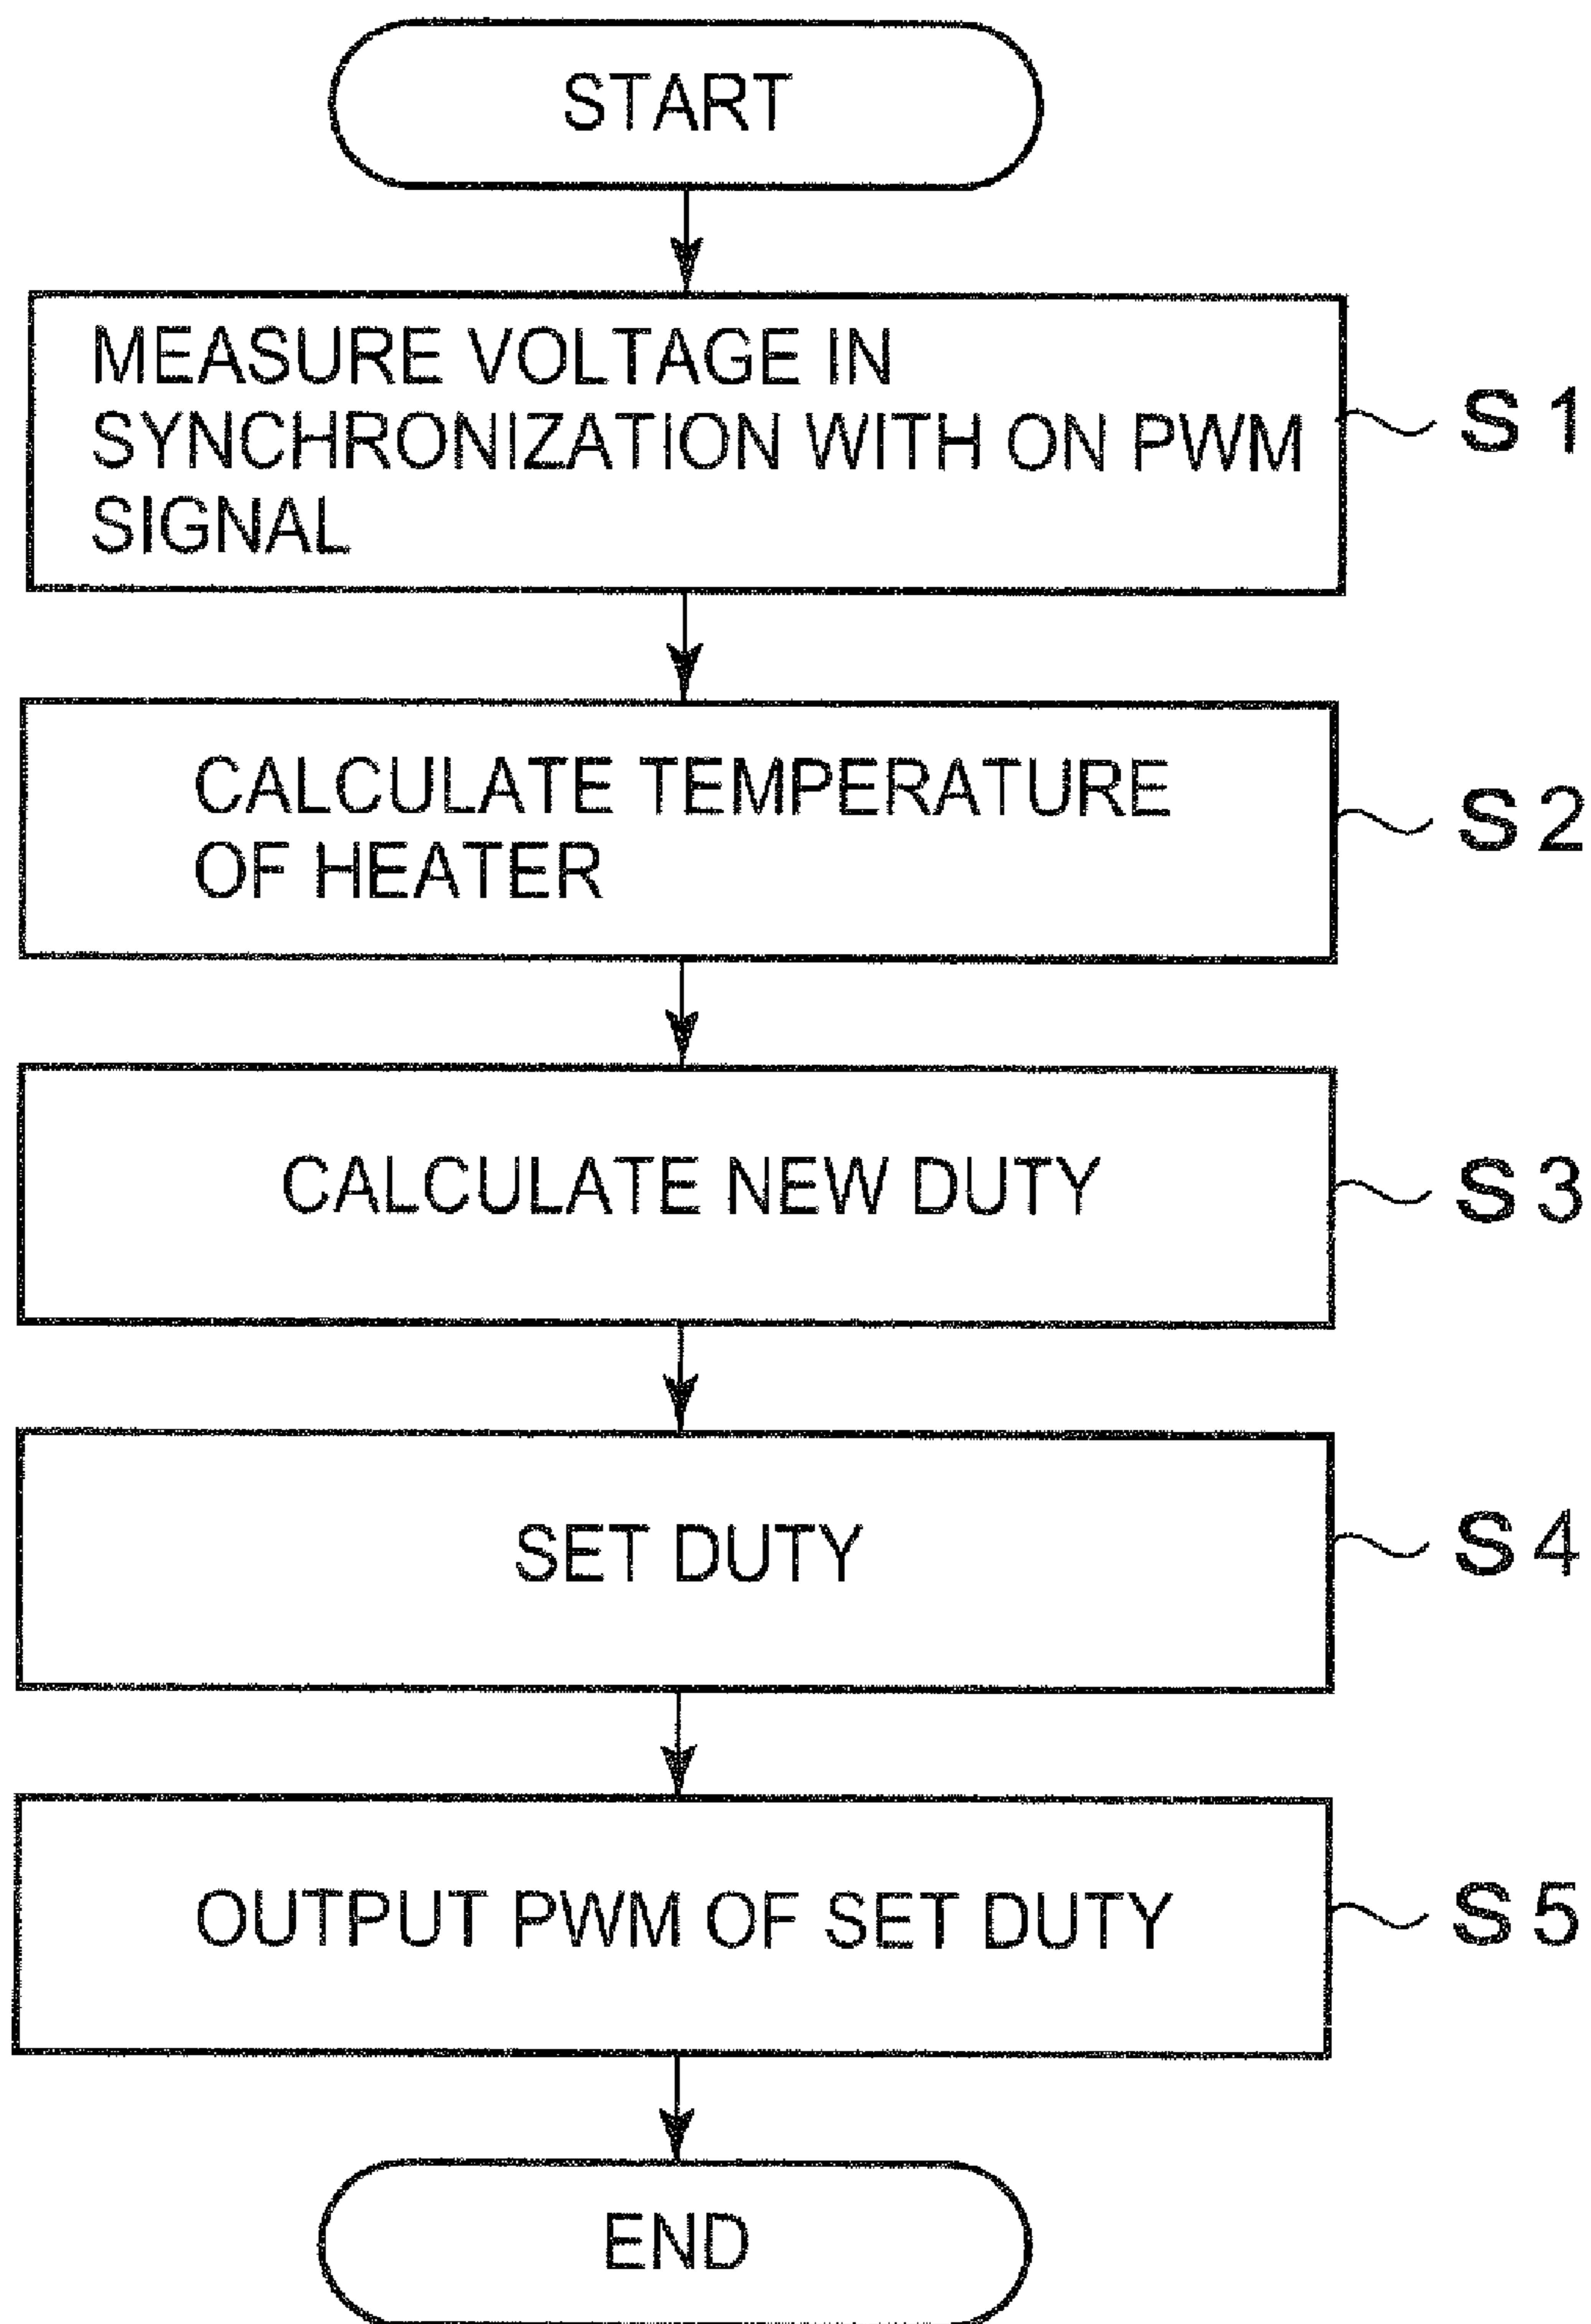 START
MEASURE VOLTAGE IN
SYNCHRONIZATION WITH ON PWM
SIGNAL
S1
CALCULATE TEMPERATURE
OF HEATER
S2
CALCULATE NEW DUTY
S3
SET DUTY
S4
OUTPUT PWM OF SET DUTY
S5
END